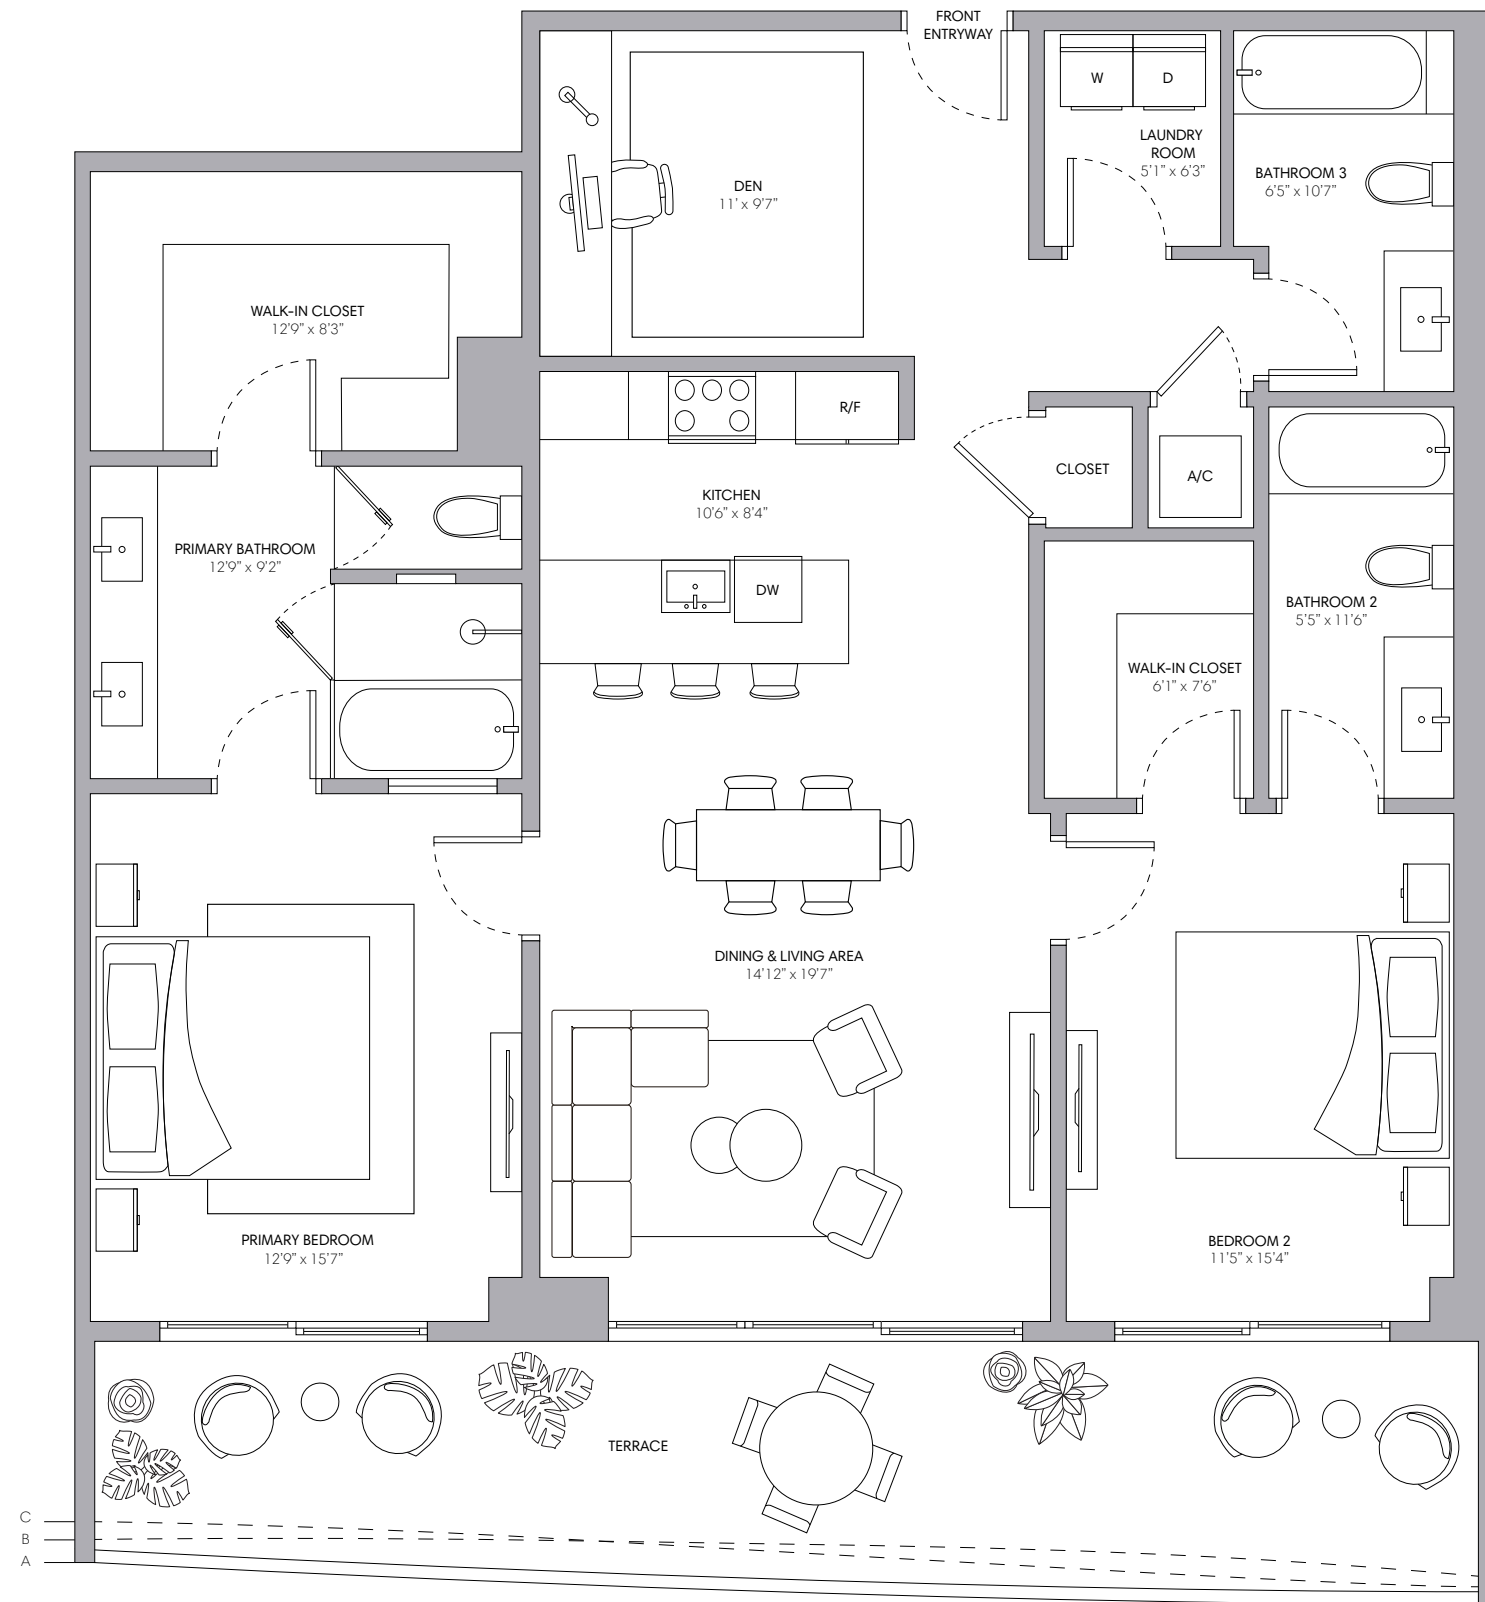 FRONT
ENTRYWAY
W
D
LAUNDRY
ROOM
5'1" x 6'3"
BATHROOM 3
6'5" x 10'7"
DEN
11' x 9'7"
WALK-IN CLOSET
12'9" x 8'3"
R/F
CLOSET
A/C
KITCHEN
10'6" x 8'4"
PRIMARY BATHROOM
12'9" x 9'2"
DW
BATHROOM 2
5'5" x 11'6"
WALK-IN CLOSET
6'1" x 7'6"
DINING & LIVING AREA
14'12" x 19'7"
PRIMARY BEDROOM
12'9" x 15'7"
BEDROOM 2
11'5" x 15'4"
TERRACE
C
B
A